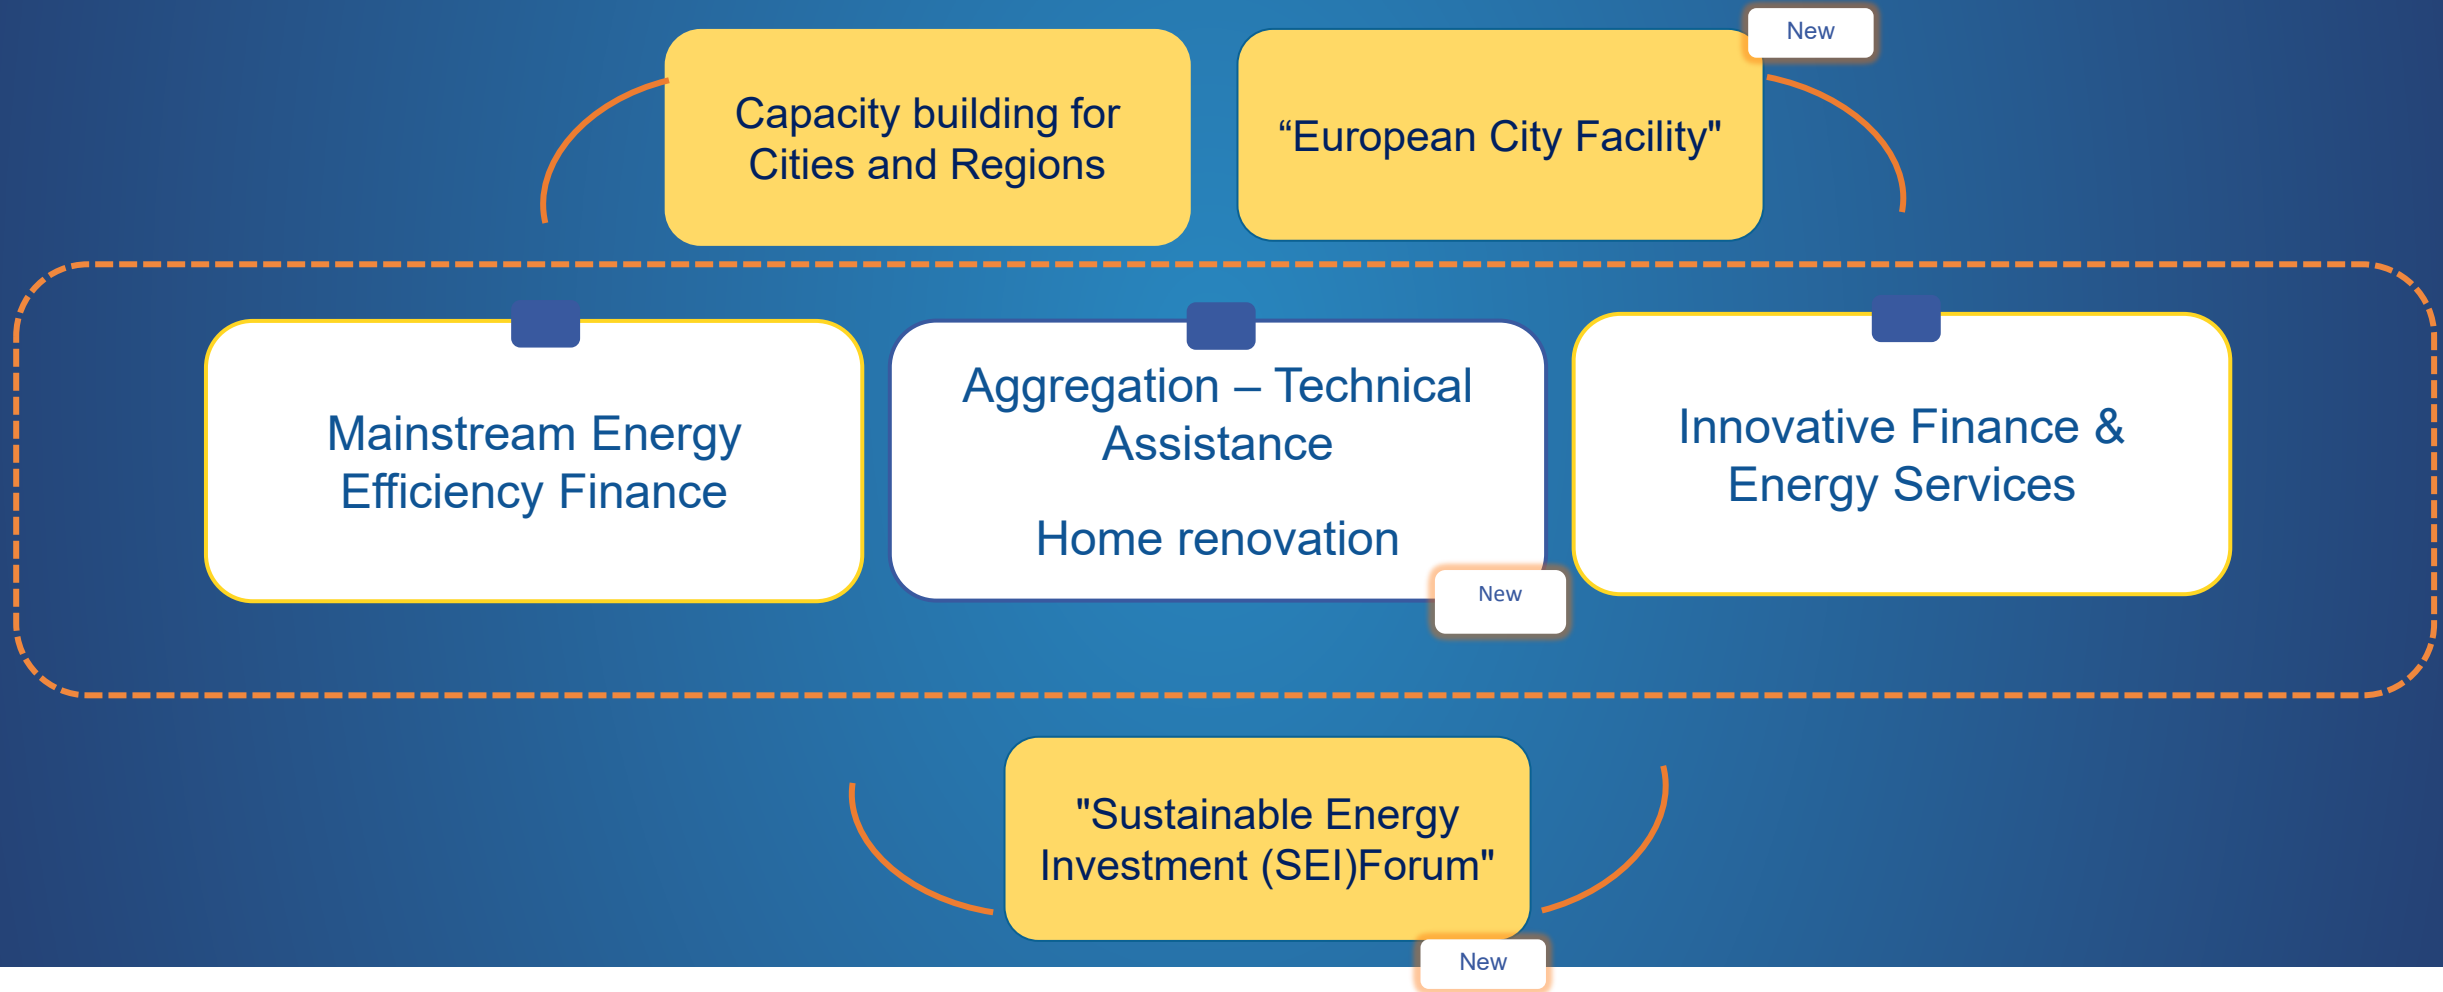 New
Capacity building for
Cities and Regions
“European City Facility"
Mainstream Energy
Efficiency Finance
Aggregation – Technical
Assistance
Home renovation
New
Innovative Finance &
Energy Services
"Sustainable Energy
Investment (SEI)Forum"
New